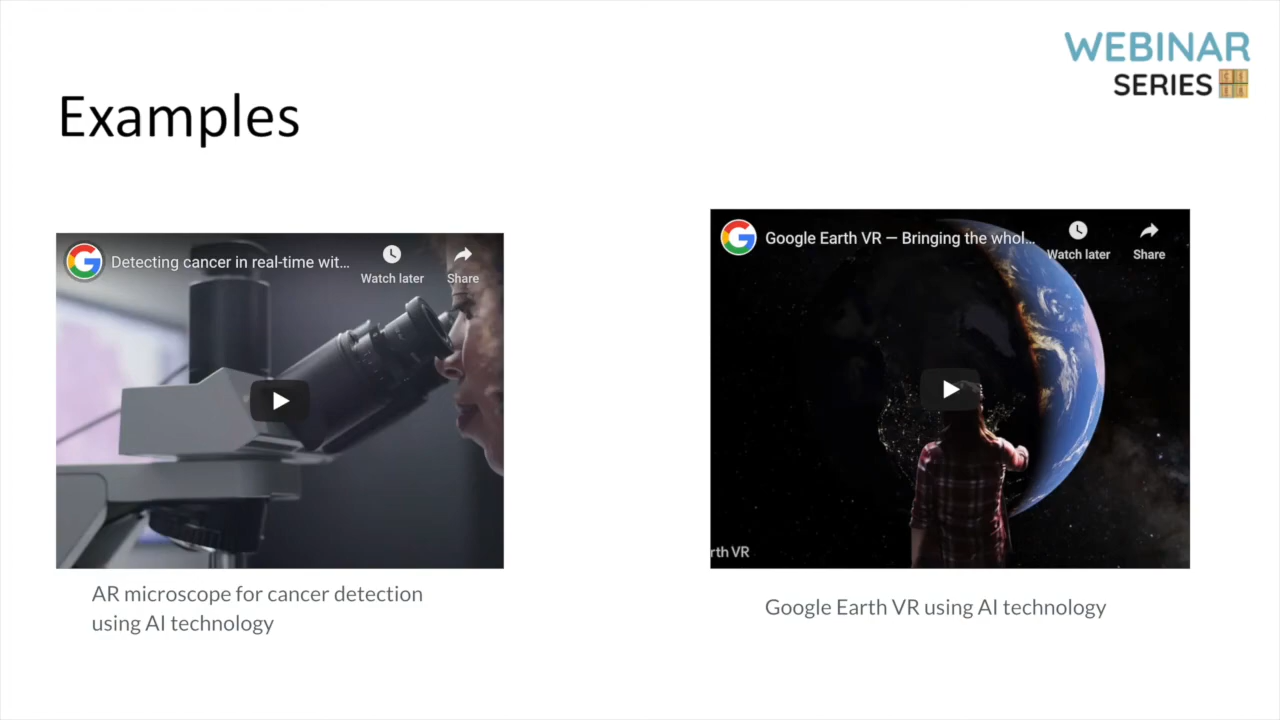 WEBINAR
SERIES
Examples
Detecting cancer in real-time wit...
Watch later
Share
Google Earth VR — Bringing the whol...
Watch later
Share
rth VR
AR microscope for cancer detection
using AI technology
Google Earth VR using AI technology